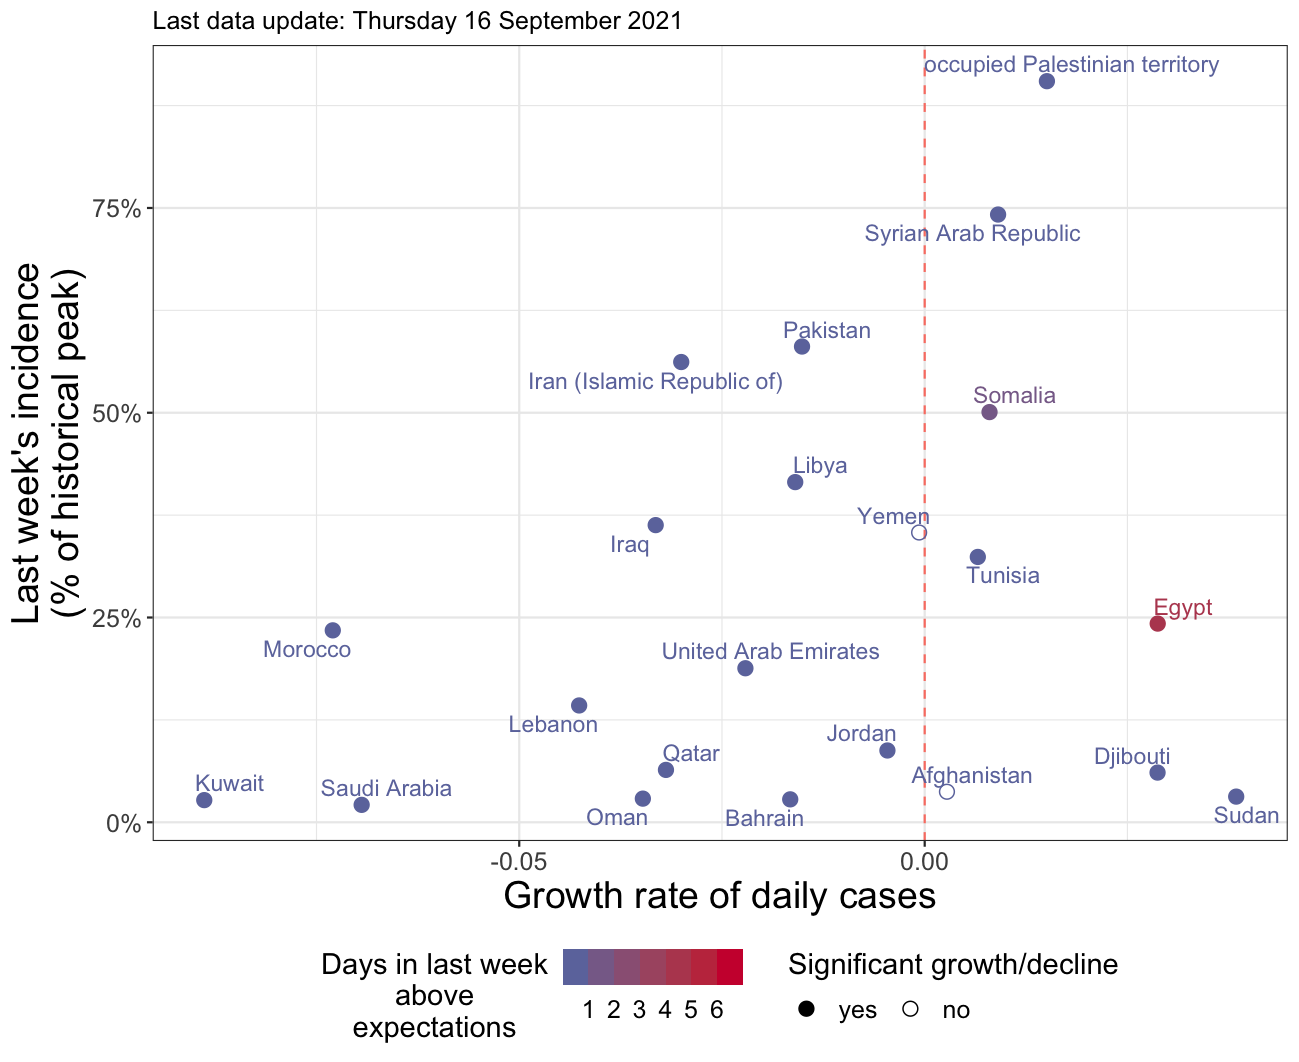 Last data update: Thursday 16 September 2021
Last week's incidence
(% of historical peak)
75%
50%
25%
0%
occupied Palestinian territory
Syrian Arab Republic
Pakistan
Iran (Islamic Republic of)
Somalia
Libya
Yemen
Iraq
Tunisia
Egypt
Morocco
United Arab Emirates
Lebanon
Jordan
Qatar
Djibouti
Afghanistan
Kuwait
Saudi Arabia
Oman
Bahrain
Sudan
-0.05
0.00
Growth rate of daily cases
Days in last week
above
expectations
1 2 3 4 5 6
Significant growth/decline
yes
no